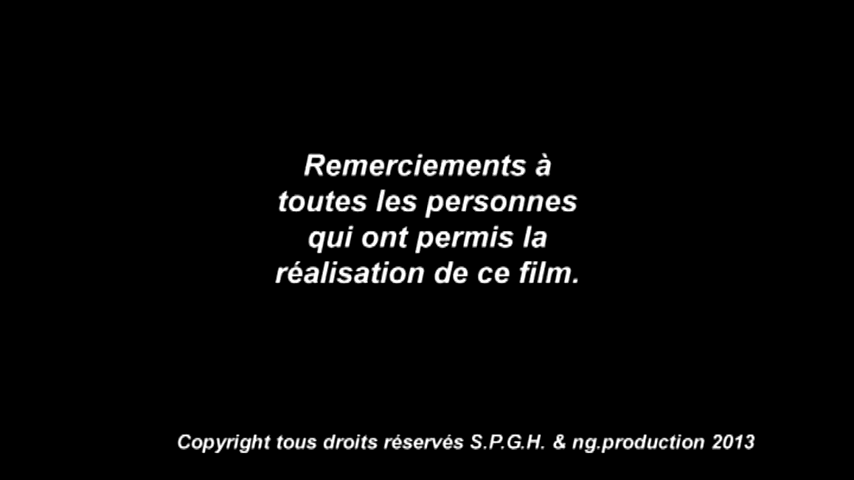 Remerciements à
toutes les personnes
qui ont permis la
réalisation de ce film.
Copyright tous droits réservés S.P.G.H. & ng.production 2013